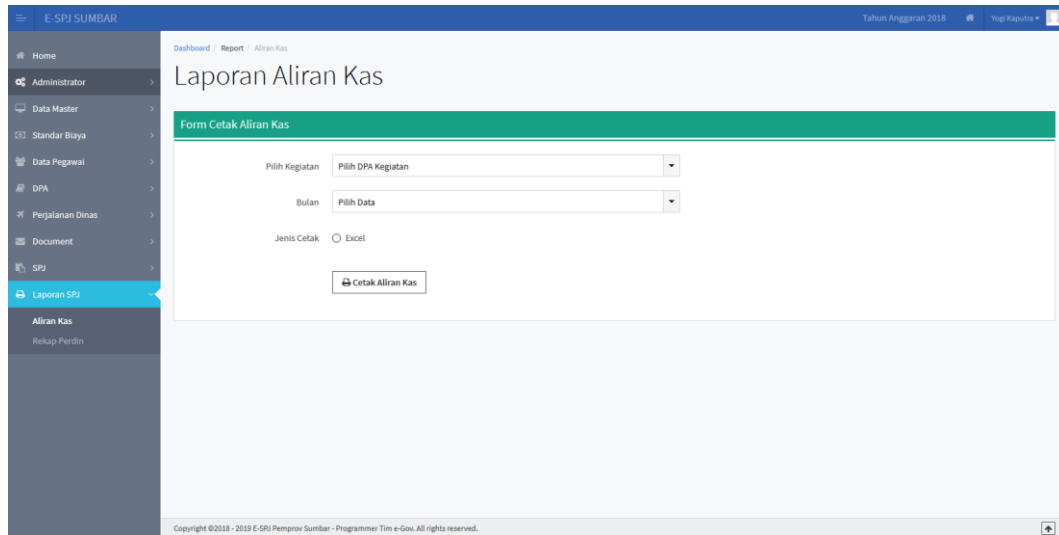 E-SPJ SUMBAR
Tahun Anggaran 2018
Yogi Kaputra
Home
Administrator
Data Master
Standar Biaya
Data Pegawai
DPA
Perjalanan Dinas
Document
SPJ
Laporan SPJ
Aliran Kas
Rekap Perdin
Dashboard / Report / Aliran Kas
Laporan Aliran Kas
Form Cetak Aliran Kas
Pilih Kegiatan Pilih DPA Kegiatan
Bulan Pilih Data
Jenis Cetak Excel
Cetak Aliran Kas
Copyright ©2018 - 2019 E-SPJ Pemprov Sumbar - Programmer Tim e-Gov. All rights reserved.